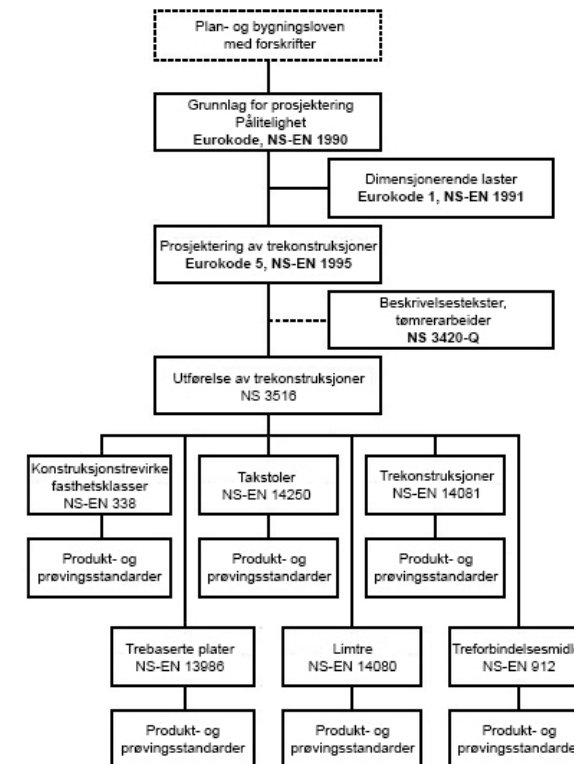 Plan- og bygningsloven
med forskrifter
Grunnlag for prosjektering
Pålitelighet
Eurokode, NS-EN 1990
Dimensjonerende laster
Eurokode 1, NS-EN 1991
Prosjektering av trekonstruksjoner
Eurokode 5, NS-EN 1995
Beskrivelsestekster,
tømrerarbeider
NS 3420-Q
Utførelse av trekonstruksjoner
NS 3516
Konstruksjonstrevirke
fasthetsklasser
NS-EN 338
Takstoler
NS-EN 14250
Trekonstruksjoner
NS-EN 14081
Produkt- og
prøvingsstandarder
Produkt- og
prøvingsstandarder
Produkt- og
prøvingsstandarder
Trebaserte plater
NS-EN 13986
Limtre
NS-EN 14080
Treforbindelsesmidle
NS-EN 912
Produkt- og
prøvingsstandarder
Produkt- og
prøvingsstandarder
Produkt- og
prøvingsstandarde